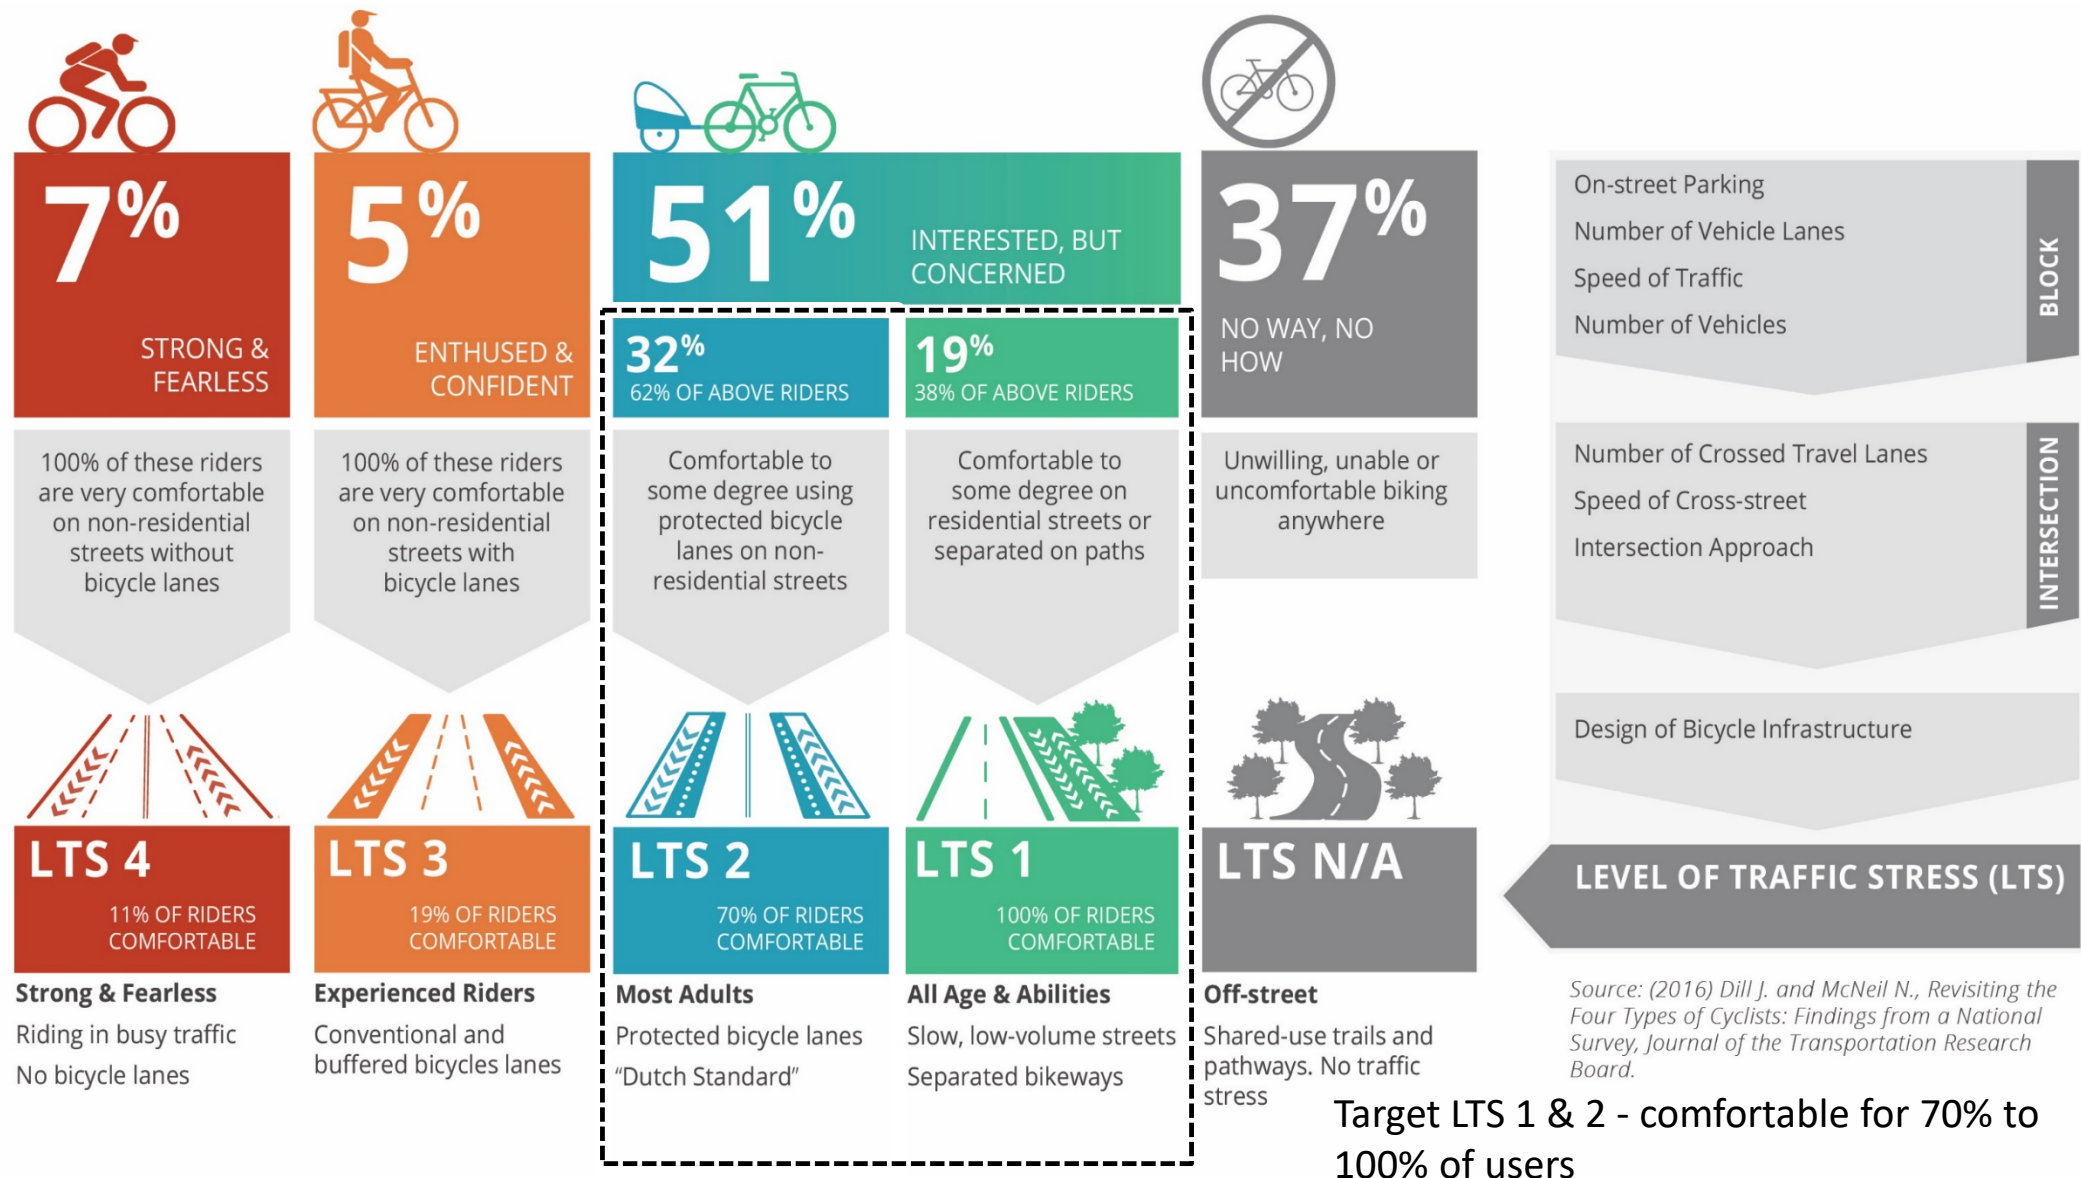 7%
STRONG &
FEARLESS
100% of these riders
are very comfortable
on non-residential
streets without
bicycle lanes
LTS 4
11% OF RIDERS
COMFORTABLE
Strong & Fearless
Riding in busy traffic
No bicycle lanes
5%
ENTHUSED &
CONFIDENT
100% of these riders
are very comfortable
on non-residential
streets with
bicycle lanes
LTS 3
19% OF RIDERS
COMFORTABLE
Experienced Riders
Conventional and
buffered bicycles lanes
51%
INTERESTED, BUT
CONCERNED
32%
62% OF ABOVE RIDERS
Comfortable to
some degree using
protected bicycle
lanes on non-
residential streets
LTS 2
70% OF RIDERS
COMFORTABLE
Most Adults
Protected bicycle lanes
“Dutch Standard”
19%
38% OF ABOVE RIDERS
Comfortable to
some degree on
residential streets or
separated on paths
LTS 1
100% OF RIDERS
COMFORTABLE
All Age & Abilities
Slow, low-volume streets
Separated bikeways
37%
NO WAY, NO
HOW
Unwilling, unable or
uncomfortable biking
anywhere
LTS N/A
Off-street
Shared-use trails and
pathways. No traffic
stress
On-street Parking
Number of Vehicle Lanes
Speed of Traffic
Number of Vehicles
BLOCK
Number of Crossed Travel Lanes
Speed of Cross-street
Intersection Approach
INTERSECTION
Design of Bicycle Infrastructure
LEVEL OF TRAFFIC STRESS (LTS)
Source: (2016) Dill J. and McNeil N., Revisiting the
Four Types of Cyclists: Findings from a National
Survey, Journal of the Transportation Research
Board.
Target LTS 1 & 2 - comfortable for 70% to
100% of users